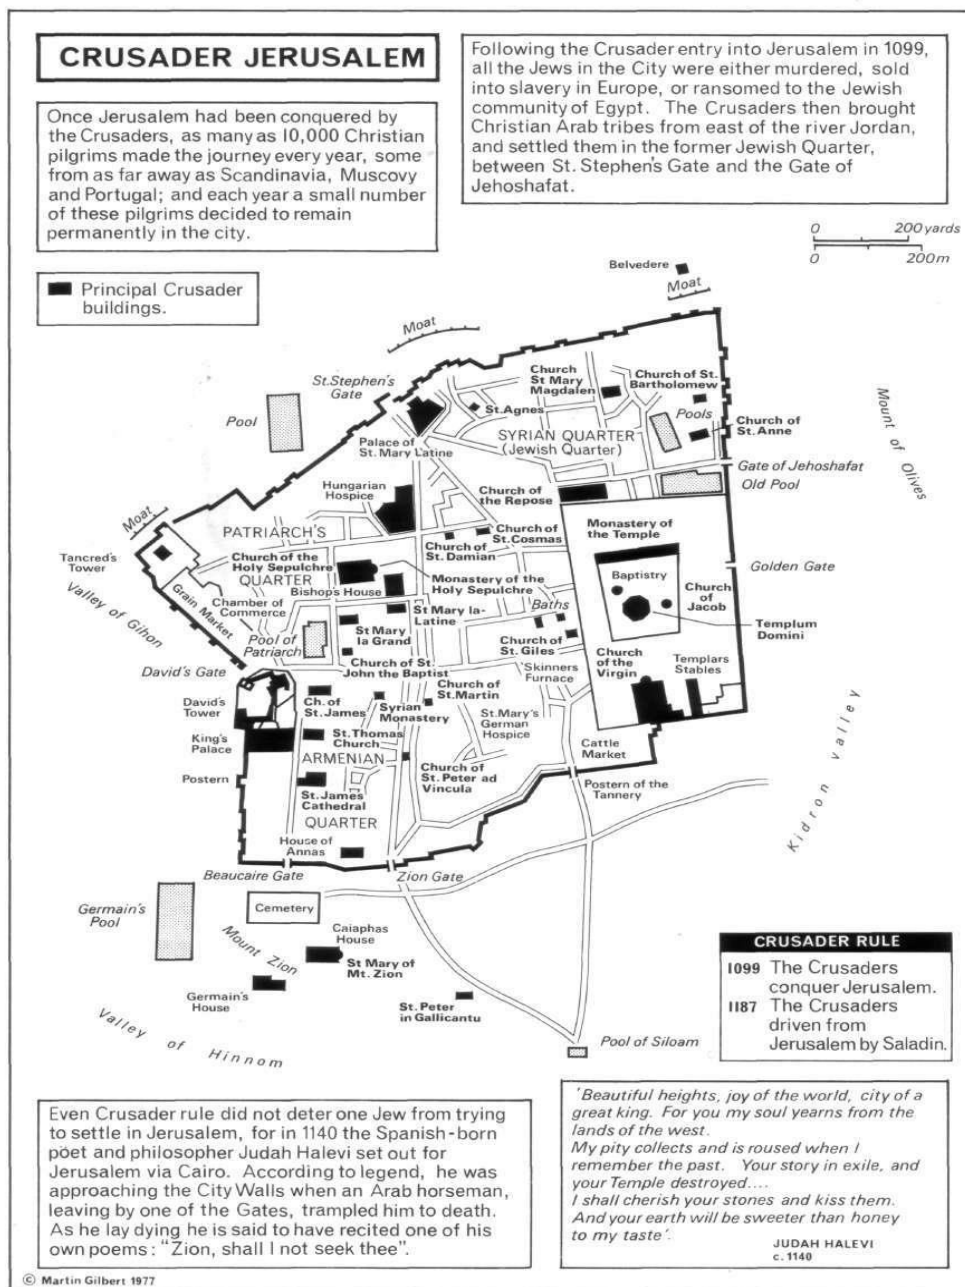 CRUSADER JERUSALEM
Once Jerusalem had been conquered by
the Crusaders, as many as 10,000 Christian
pilgrims made the journey every year, some
from as far away as Scandinavia, Muscovy
and Portugal; and each year a small number
of these pilgrims decided to remain
permanently in the city.
Following the Crusader entry into Jerusalem in 1099,
all the Jews in the City were either murdered, sold
into slavery in Europe, or ransomed to the Jewish
community of Egypt. The Crusaders then brought
Christian Arab tribes from east of the river Jordan,
and settled them in the former Jewish Quarter,
between St. Stephen's Gate and the Gate of
Jehoshafat.
Principal Crusader
buildings.
0 200 yards
0 200m
Belvedere
Moat
Moat
St. Stephen's
Gate
Pool
Church
St Mary
Magdalen
Church of St.
Bartholomew
St. Agnes
Pools
Church of
St. Anne
Mount of Olives
Palace of
St. Mary Latine
SYRIAN QUARTER
(Jewish Quarter)
Gate of Jehoshafat
Old Pool
Hungarian
Hospice
Church of
the Repose
Moat
PATRIARCH'S
QUARTER
Church of
St. Cosmas
Church of
St. Damian
Monastery of
the Temple
Tancred's
Tower
Church of the
Holy Sepulchre
Monastery of the
Holy Sepulchre
Bishop's House
Baptistry
Golden Gate
Church
of
Jacob
Templum
Domini
Valley of Gihon
Grain Market
Chamber of
Commerce
Pool of
Patriarch
St Mary
la Grand
St Mary la-
Latine
Baths
Church of
St. Giles
Church
of the
Virgin
Templars
Stables
David's Gate
Church of St.
John the Baptist
Skinners
Furnace
David's
Tower
Ch. of
St. James
Syrian
Monastery
Church of
St. Martin
St. Mary's
German
Hospice
King's
Palace
St. Thomas
Church
Cattle
Market
ARMENIAN
QUARTER
Postern
St. James
Cathedral
Church of
St. Peter ad
Vincula
Postern of the
Tannery
Kidron valley
House of
Annas
Beaucaire Gate
Zion Gate
Germain's
Pool
Cemetery
Mount Zion
Caiaphas
House
St Mary of
Mt. Zion
Germain's
House
St. Peter
in Gallicantu
Valley of Hinnom
Pool of Siloam
CRUSADER RULE
1099 The Crusaders
conquer Jerusalem.
1187 The Crusaders
driven from
Jerusalem by Saladin.
Even Crusader rule did not deter one Jew from trying
to settle in Jerusalem, for in 1140 the Spanish-born
pöet and philosopher Judah Halevi set out for
Jerusalem via Cairo. According to legend, he was
approaching the City Walls when an Arab horseman,
leaving by one of the Gates, trampled him to death.
As he lay dying he is said to have recited one of his
own poems: "Zion, shall I not seek thee".
'Beautiful heights, joy of the world, city of a
great king. For you my soul yearns from the
lands of the west.
My pity collects and is roused when I
remember the past. Your story in exile, and
your Temple destroyed....
I shall cherish your stones and kiss them.
And your earth will be sweeter than honey
to my taste'.
JUDAH HALEVI
c. 1140
© Martin Gilbert 1977